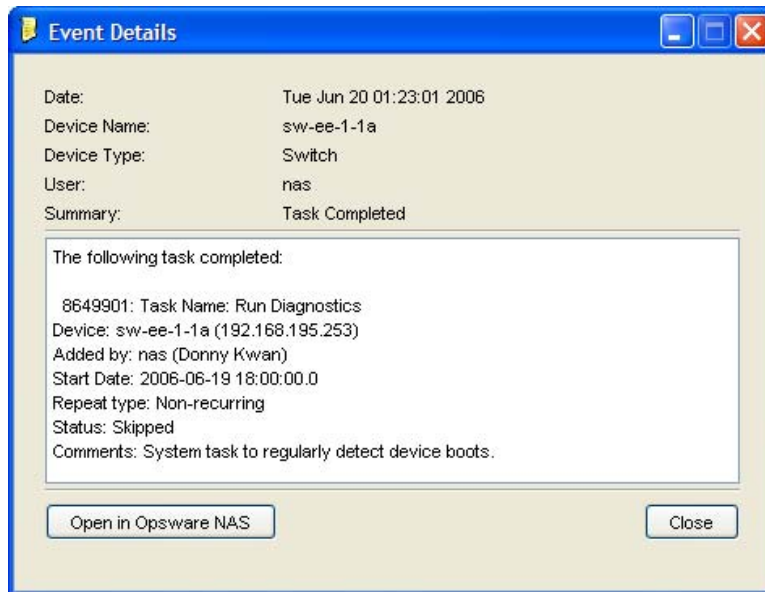 Event Details
Date: Tue Jun 20 01:23:01 2006
Device Name: sw-ee-1-1a
Device Type: Switch
User: nas
Summary: Task Completed
The following task completed:
8649901: Task Name: Run Diagnostics
Device: sw-ee-1-1a (192.168.195.253)
Added by: nas (Donny Kwan)
Start Date: 2006-06-19 18:00:00.0
Repeat type: Non-recurring
Status: Skipped
Comments: System task to regularly detect device boots.
Open in Opsware NAS Close